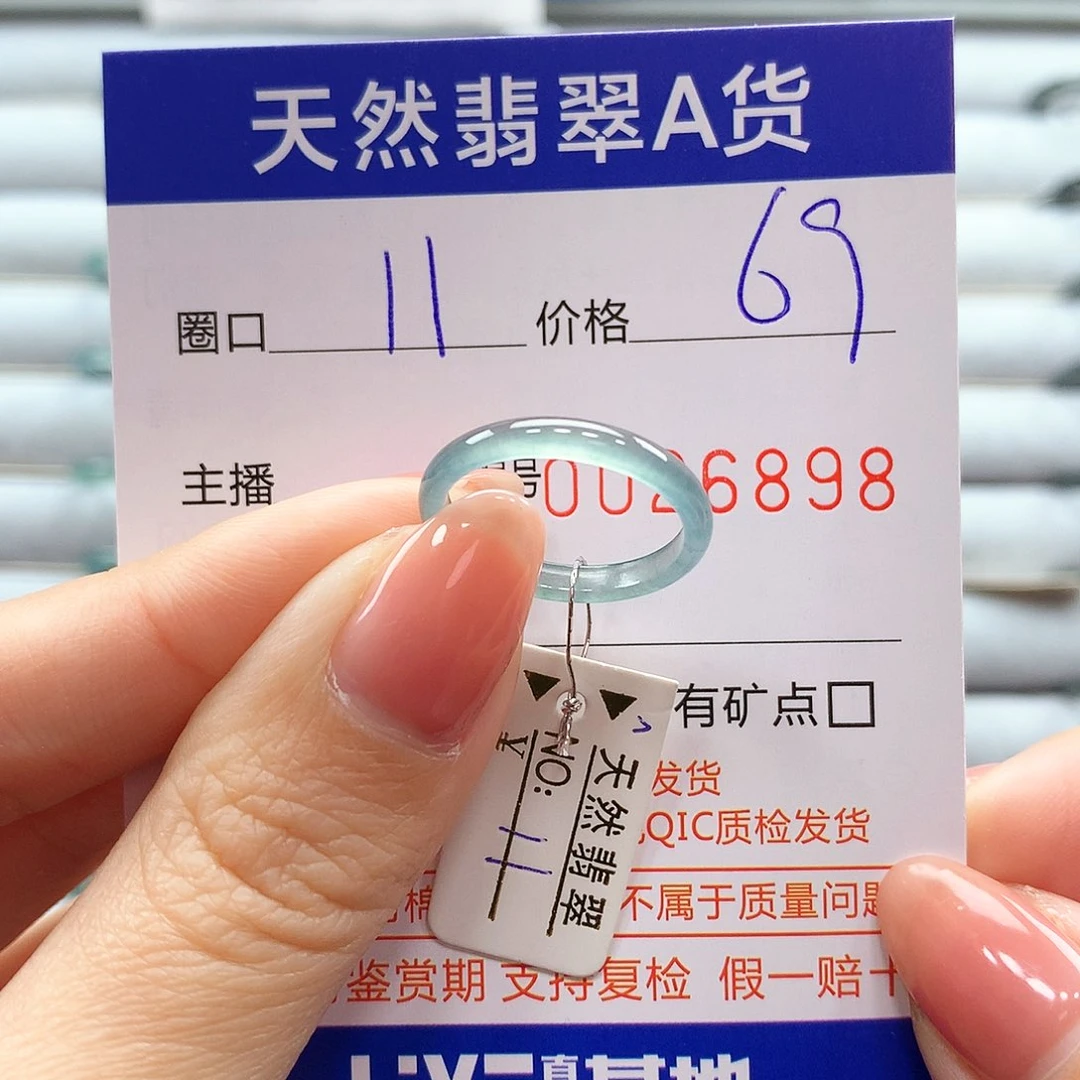 天然翡翠A货
圈口 11 价格 69
主播 号 0026898
有矿点□
发货
QIC质检发货
棉 不属于质量问题
鉴赏期 支持复检 假一赔十
天然翡翠
NO:
¥ 11